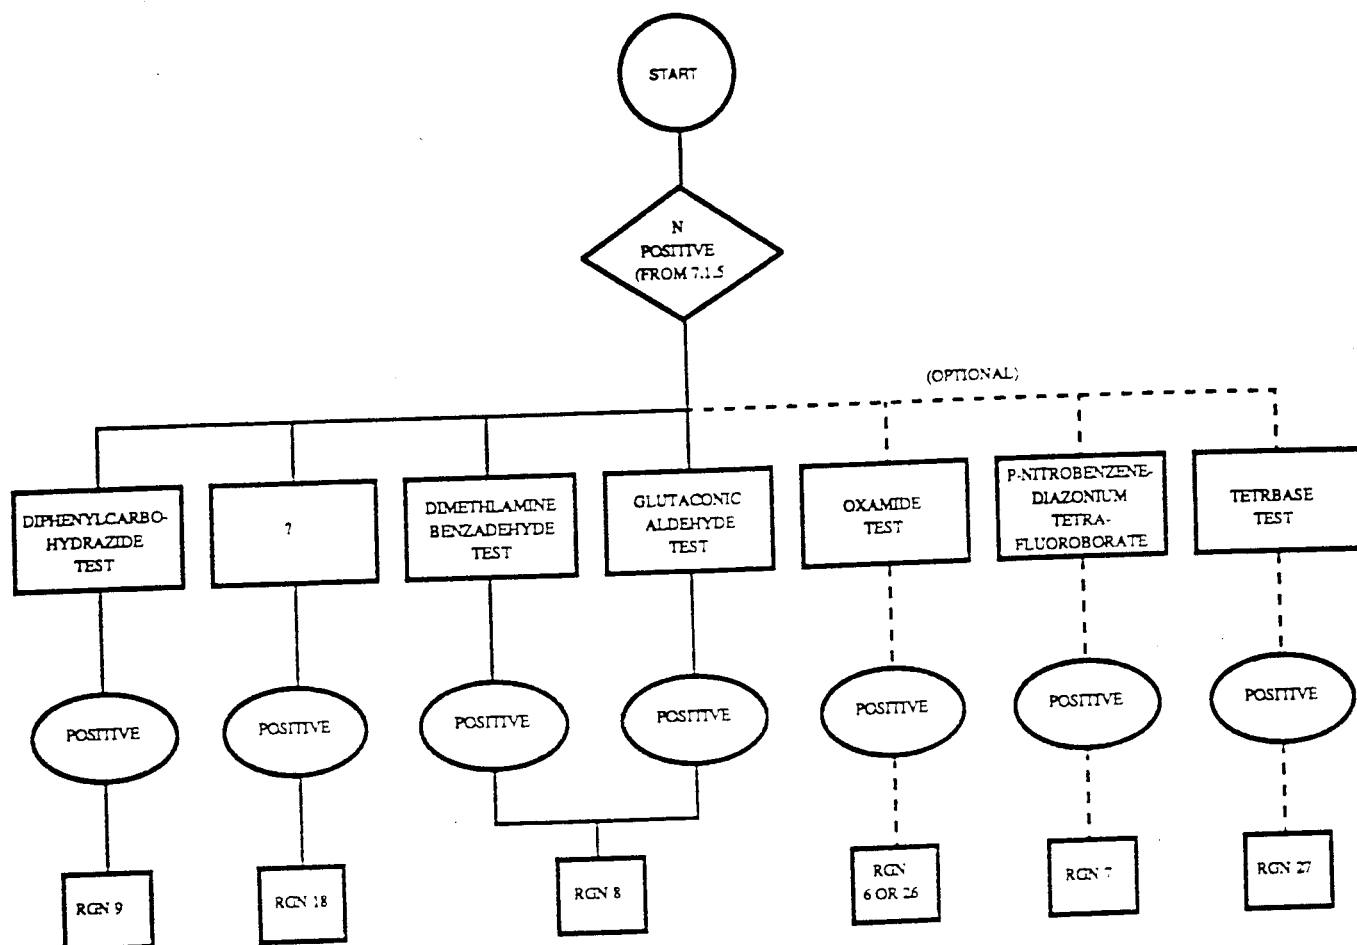 START
N
POSITIVE
(FROM 7.1.5
(OPTIONAL)
DIPHENYLCARBO-
HYDRAZIDE
TEST
?
DIMETHLAMINE
BENZADEHYDE
TEST
GLUTACONIC
ALDEHYDE
TEST
OXAMIDE
TEST
P-NITROBENZENE-
DIAZONIUM
TETRA-
FLUOROBORATE
TETRBASE
TEST
POSITIVE
POSITIVE
POSITIVE
POSITIVE
POSITIVE
POSITIVE
POSITIVE
RGN 9
RGN 18
RGN 8
RGN
6 OR 26
RGN 7
RGN 27